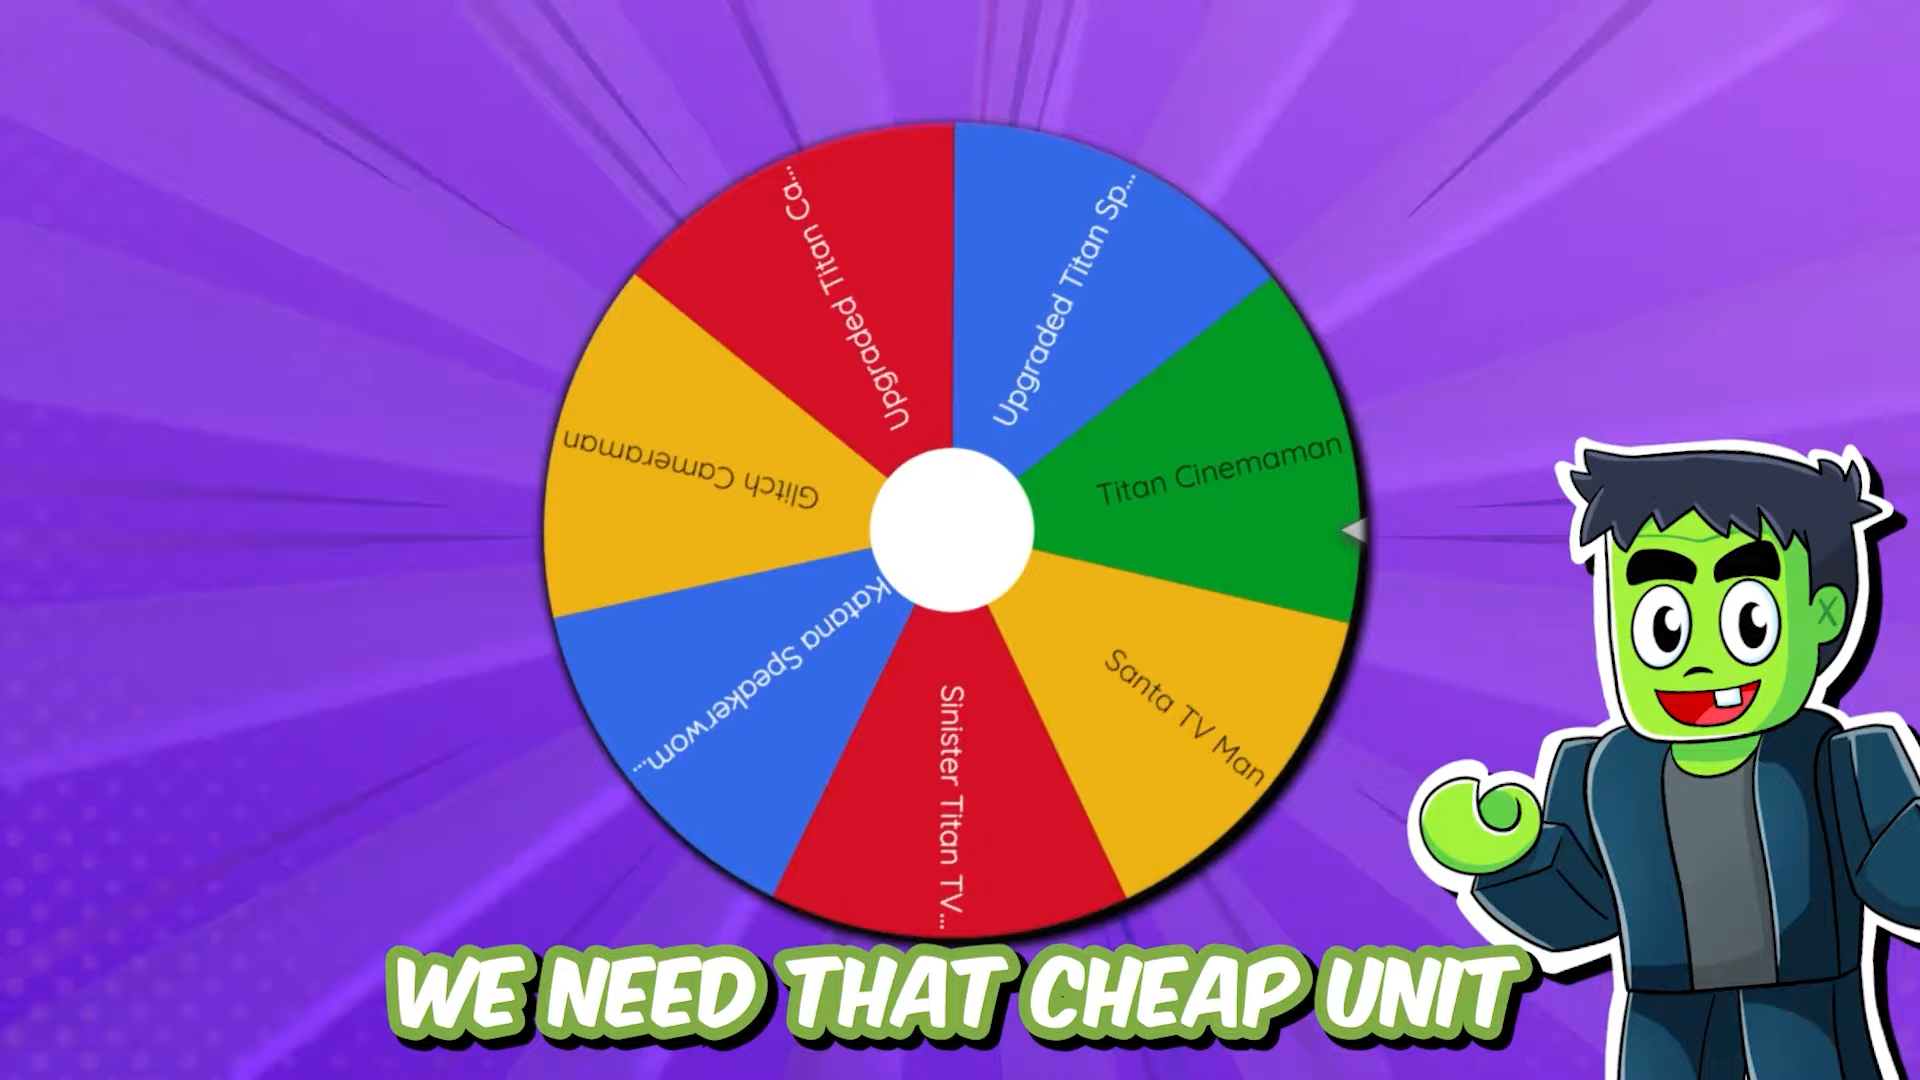 Upgraded Titan Ca...
Upgraded Titan Sp...
Titan Cinemaman
Santa TV Man
Sinister Titan TV...
Katana Speakerwom...
Glitch Cameraman
WE NEED THAT CHEAP UNIT